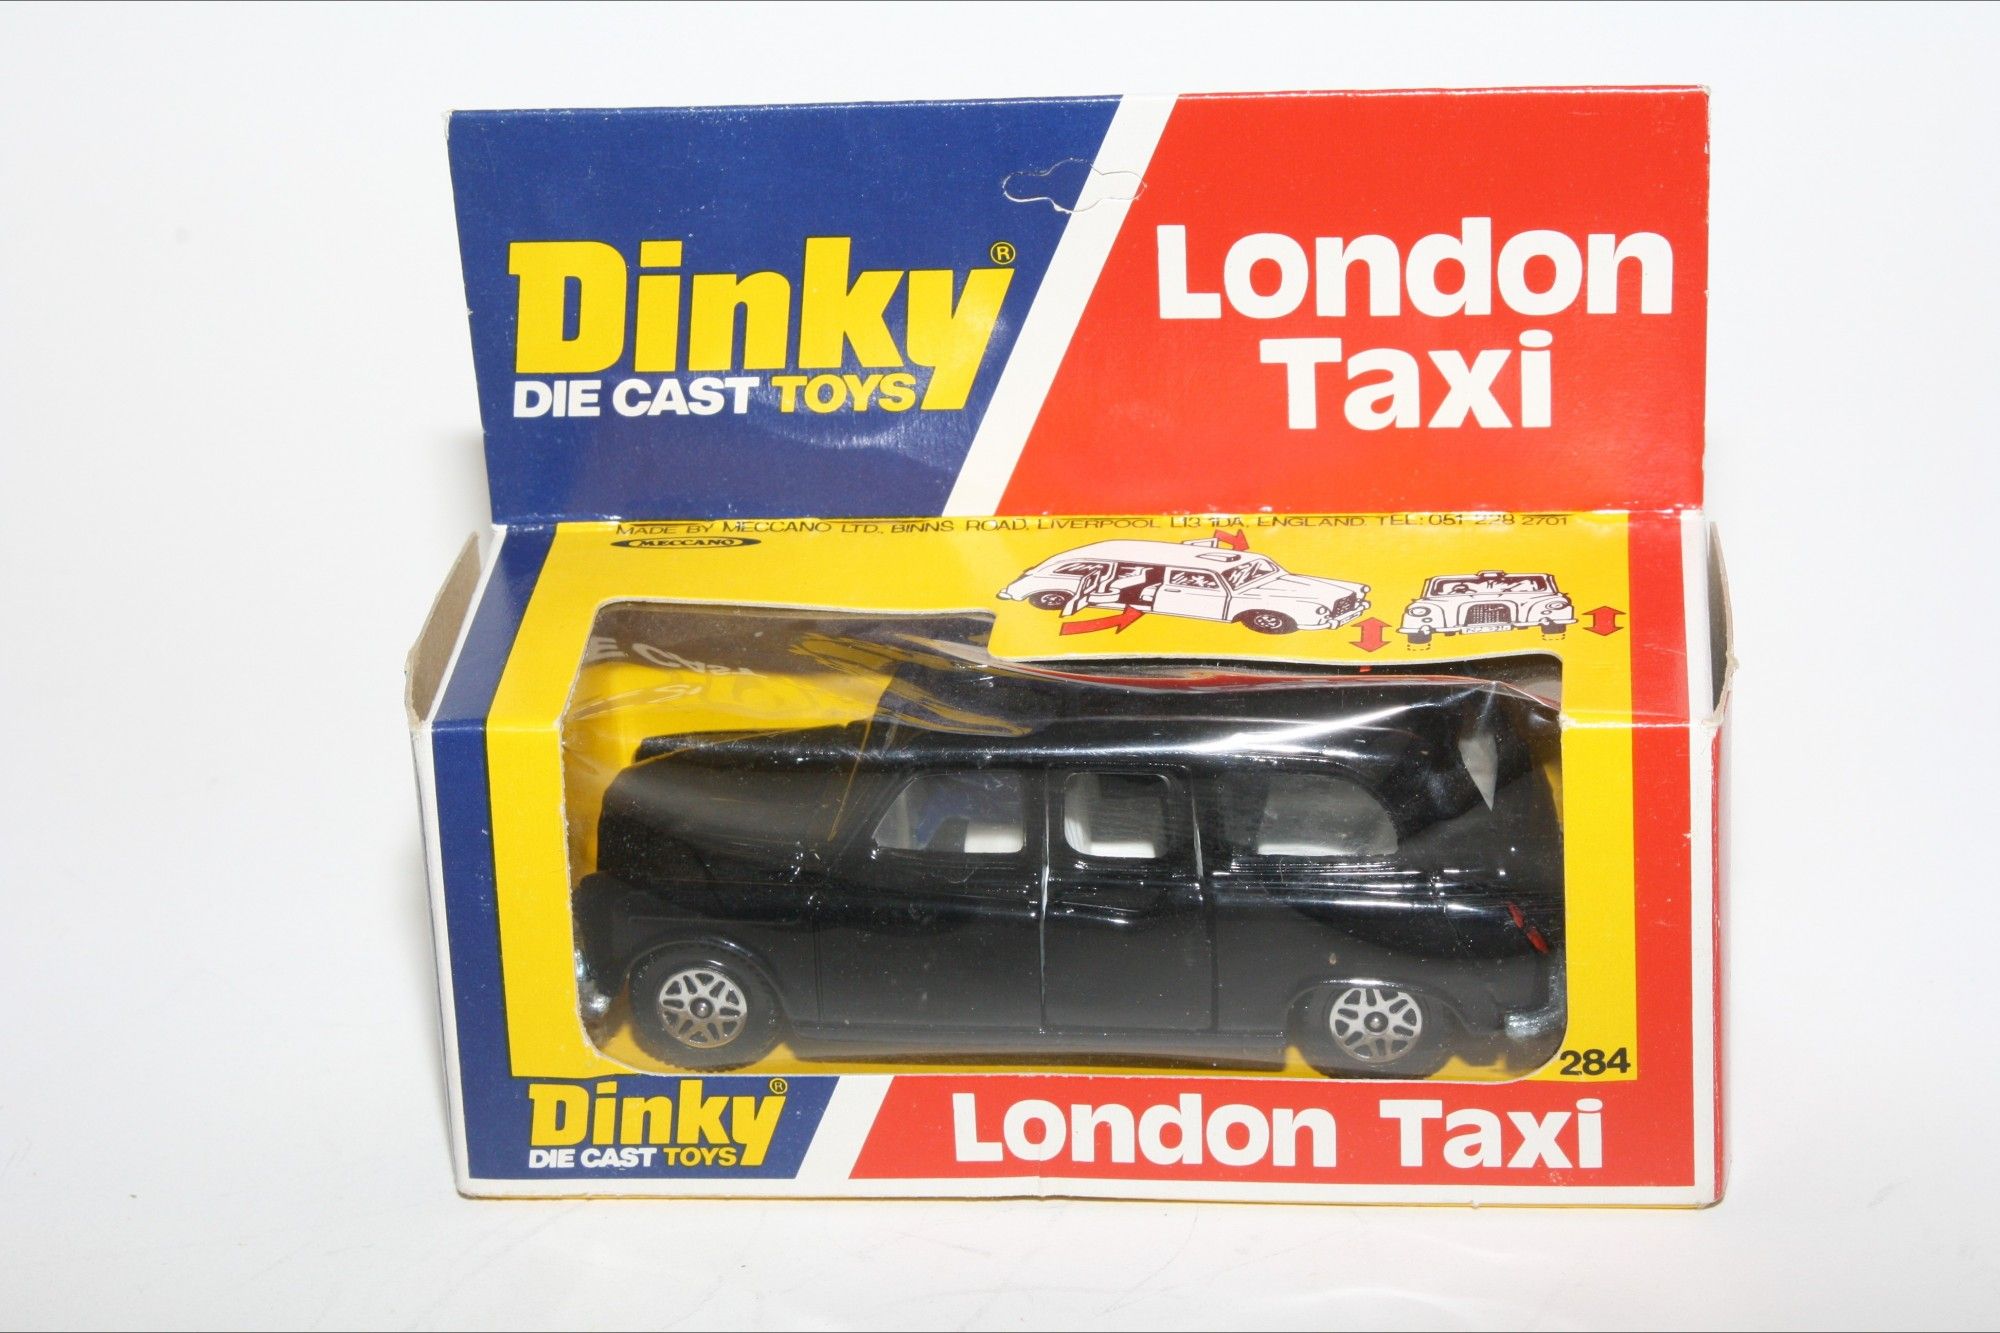 Dinky®
DIE CAST TOYS
London
Taxi
MADE BY MECCANO LTD. BINNS ROAD, LIVERPOOL L13 1DA, ENGLAND. TEL: 051-228 2701
MECCANO
284
Dinky®
DIE CAST TOYS
London Taxi